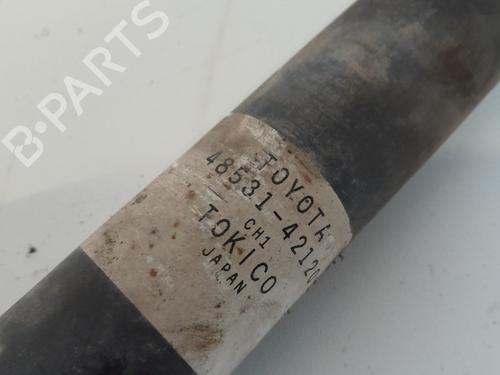 B-PARTS
TOYOTA
48531-42120
CH1
TOKICO
JAPAN